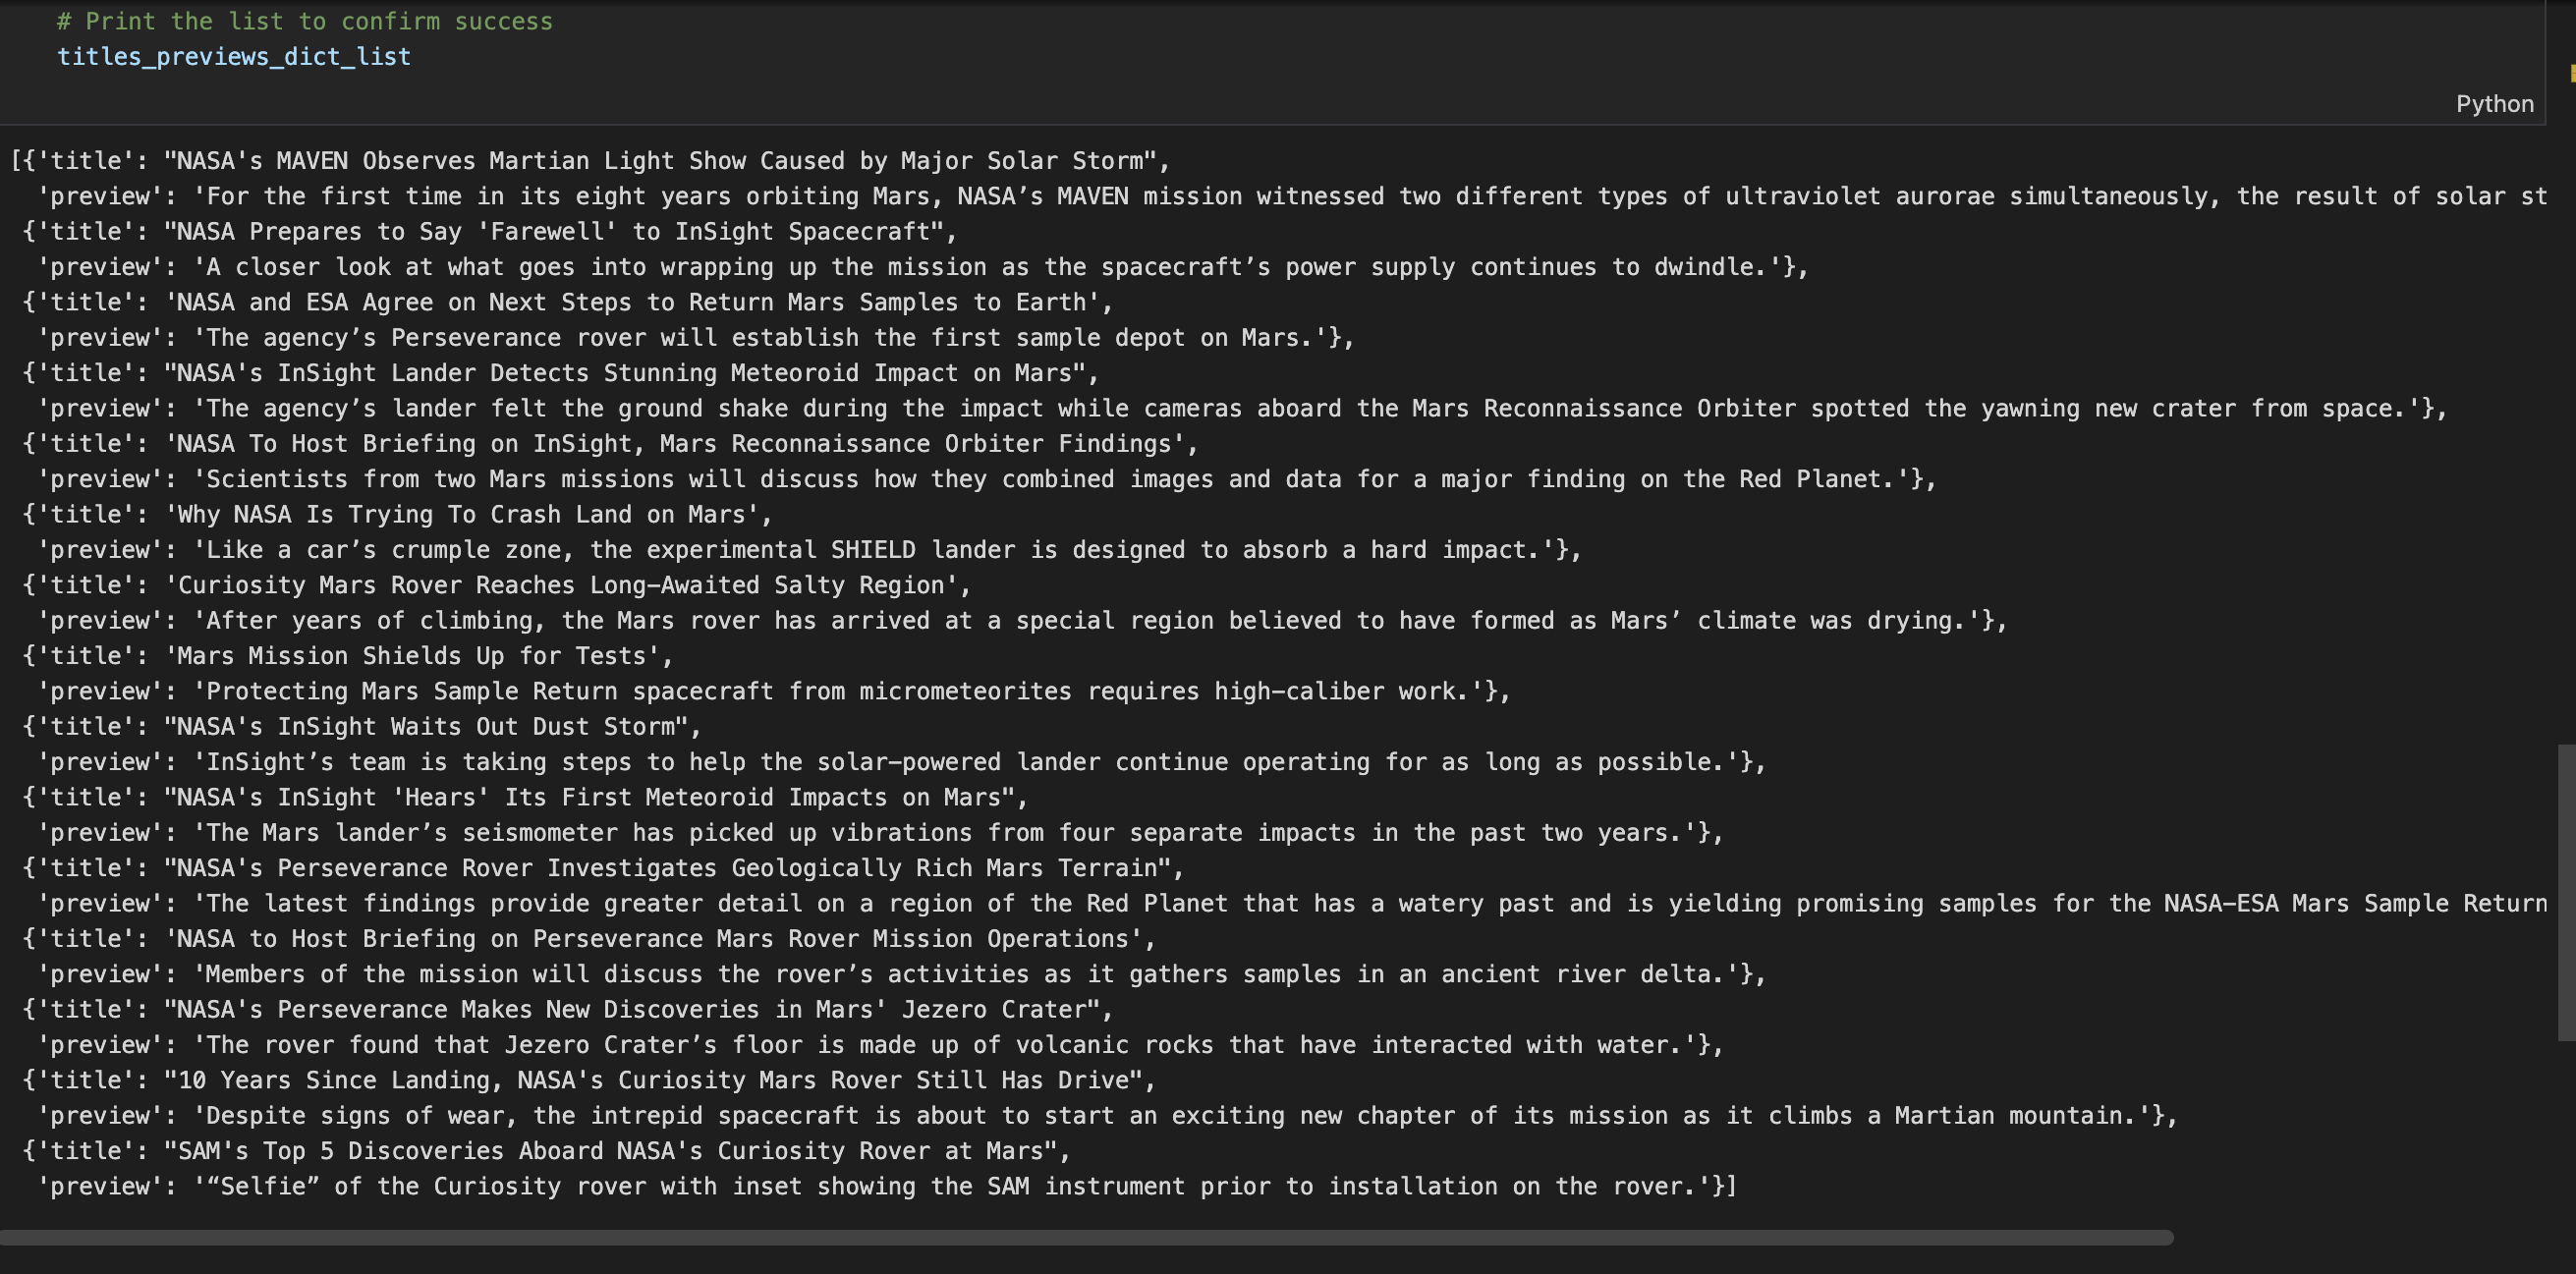 # Print the list to confirm success
titles_previews_dict_list
Python
[{'title': "NASA's MAVEN Observes Martian Light Show Caused by Major Solar Storm",
'preview': 'For the first time in its eight years orbiting Mars, NASA’s MAVEN mission witnessed two different types of ultraviolet aurorae simultaneously, the result of solar st
{'title': "NASA Prepares to Say 'Farewell' to InSight Spacecraft",
'preview': 'A closer look at what goes into wrapping up the mission as the spacecraft’s power supply continues to dwindle.'},
{'title': 'NASA and ESA Agree on Next Steps to Return Mars Samples to Earth',
'preview': 'The agency’s Perseverance rover will establish the first sample depot on Mars.'},
{'title': "NASA's InSight Lander Detects Stunning Meteoroid Impact on Mars",
'preview': 'The agency’s lander felt the ground shake during the impact while cameras aboard the Mars Reconnaissance Orbiter spotted the yawning new crater from space.'},
{'title': 'NASA To Host Briefing on InSight, Mars Reconnaissance Orbiter Findings',
'preview': 'Scientists from two Mars missions will discuss how they combined images and data for a major finding on the Red Planet.'},
{'title': 'Why NASA Is Trying To Crash Land on Mars',
'preview': 'Like a car’s crumple zone, the experimental SHIELD lander is designed to absorb a hard impact.'},
{'title': 'Curiosity Mars Rover Reaches Long-Awaited Salty Region',
'preview': 'After years of climbing, the Mars rover has arrived at a special region believed to have formed as Mars’ climate was drying.'},
{'title': 'Mars Mission Shields Up for Tests',
'preview': 'Protecting Mars Sample Return spacecraft from micrometeorites requires high-caliber work.'},
{'title': "NASA's InSight Waits Out Dust Storm",
'preview': 'InSight’s team is taking steps to help the solar-powered lander continue operating for as long as possible.'},
{'title': "NASA's InSight 'Hears' Its First Meteoroid Impacts on Mars",
'preview': 'The Mars lander’s seismometer has picked up vibrations from four separate impacts in the past two years.'},
{'title': "NASA's Perseverance Rover Investigates Geologically Rich Mars Terrain",
'preview': 'The latest findings provide greater detail on a region of the Red Planet that has a watery past and is yielding promising samples for the NASA-ESA Mars Sample Return
{'title': 'NASA to Host Briefing on Perseverance Mars Rover Mission Operations',
'preview': 'Members of the mission will discuss the rover’s activities as it gathers samples in an ancient river delta.'},
{'title': "NASA's Perseverance Makes New Discoveries in Mars' Jezero Crater",
'preview': 'The rover found that Jezero Crater’s floor is made up of volcanic rocks that have interacted with water.'},
{'title': "10 Years Since Landing, NASA's Curiosity Mars Rover Still Has Drive",
'preview': 'Despite signs of wear, the intrepid spacecraft is about to start an exciting new chapter of its mission as it climbs a Martian mountain.'},
{'title': "SAM's Top 5 Discoveries Aboard NASA's Curiosity Rover at Mars",
'preview': '“Selfie” of the Curiosity rover with inset showing the SAM instrument prior to installation on the rover.'}]